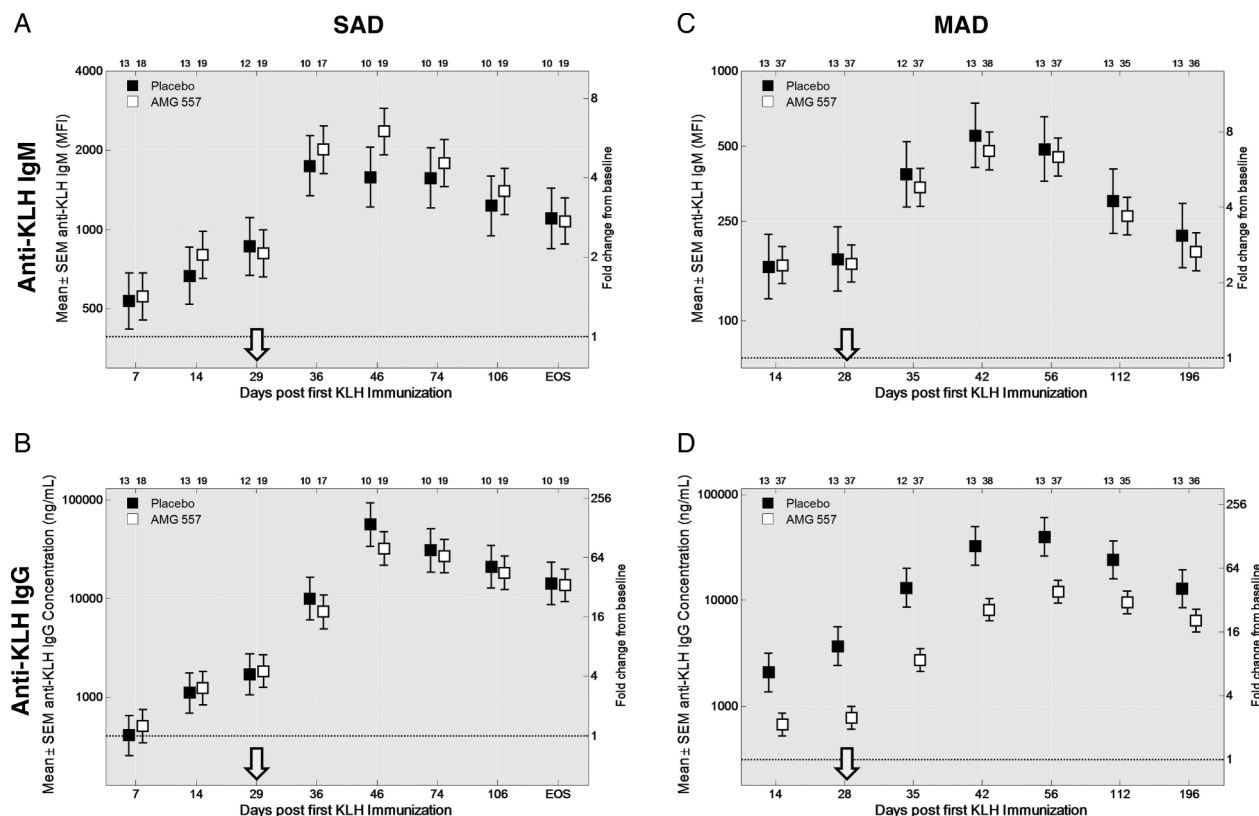 A
SAD
13 18 13 19 12 19 10 17 10 19 10 19 10 19 10 19
Anti-KLH IgM
Mean ± SEM anti-KLH IgM (MFI)
4000
2000
1000
500
Placebo
AMG 557
8
4
2
1
Fold change from baseline
7 14 29 36 46 74 106 EOS
Days post first KLH Immunization
C
MAD
13 37 13 37 12 37 13 38 13 37 13 35 13 36
Mean ± SEM anti-KLH IgM (MFI)
1000
500
250
100
Placebo
AMG 557
8
4
2
1
Fold change from baseline
14 28 35 42 56 112 196
Days post first KLH Immunization
B
13 18 13 19 12 19 10 17 10 19 10 19 10 19 10 19
Anti-KLH IgG
Mean ± SEM anti-KLH IgG Concentration (ng/mL)
100000
10000
1000
Placebo
AMG 557
256
64
16
4
1
Fold change from baseline
7 14 29 36 46 74 106 EOS
Days post first KLH Immunization
D
13 37 13 37 12 37 13 38 13 37 13 35 13 36
Mean ± SEM anti-KLH IgG Concentration (ng/mL)
100000
10000
1000
Placebo
AMG 557
256
64
16
4
1
Fold change from baseline
14 28 35 42 56 112 196
Days post first KLH Immunization